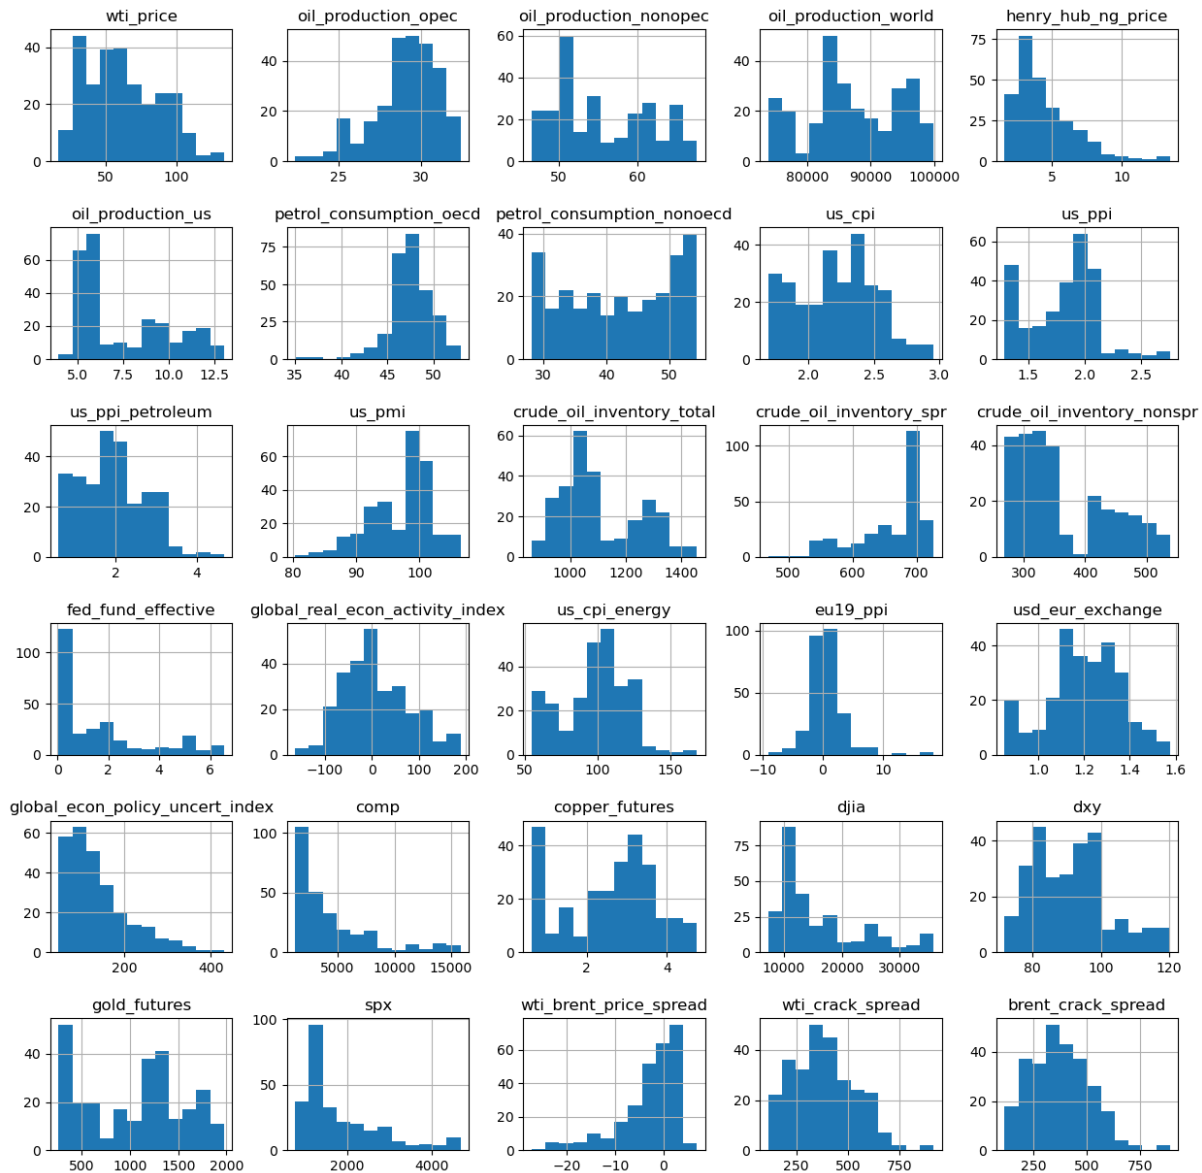 wti_price oil_production_opec oil_production_nonopec oil_production_world henry_hub_ng_price
40 40 60 40 75
20 20 40 20 50
0 0 20 0 25
0 0
50 100 25 30 50 60 80000 90000 100000 5 10
oil_production_us petrol_consumption_oecd petrol_consumption_nonoecd us_cpi us_ppi
60 75 40 40 60
40 50 20 20 40
20 25 0 0 20
0 0 0
5.0 7.5 10.0 12.5 35 40 45 50 30 40 50 2.0 2.5 3.0 1.5 2.0 2.5
us_ppi_petroleum us_pmi crude_oil_inventory_total crude_oil_inventory_spr crude_oil_inventory_nonspr
40 60 60 100 40
20 40 40 50 20
0 20 20 0 0
0 0
2 4 80 90 100 1000 1200 1400 500 600 700 300 400 500
fed_fund_effective global_real_econ_activity_index us_cpi_energy eu19_ppi usd_eur_exchange
100 40 40 100 40
50 20 20 50 20
0 0 0 0 0
0 2 4 6 −100 0 100 200 50 100 150 −10 0 10 1.0 1.2 1.4 1.6
global_econ_policy_uncert_index comp copper_futures djia dxy
60 100 40 75 40
40 50 20 50 20
20 0 0 25 0
0 0
200 400 5000 10000 15000 2 4 10000 20000 30000 80 100 120
gold_futures spx wti_brent_price_spread wti_crack_spread brent_crack_spread
40 100 60 40 40
20 50 40 20 20
0 0 20 0 0
0
500 1000 1500 2000 2000 4000 −20 −10 0 250 500 750 250 500 750